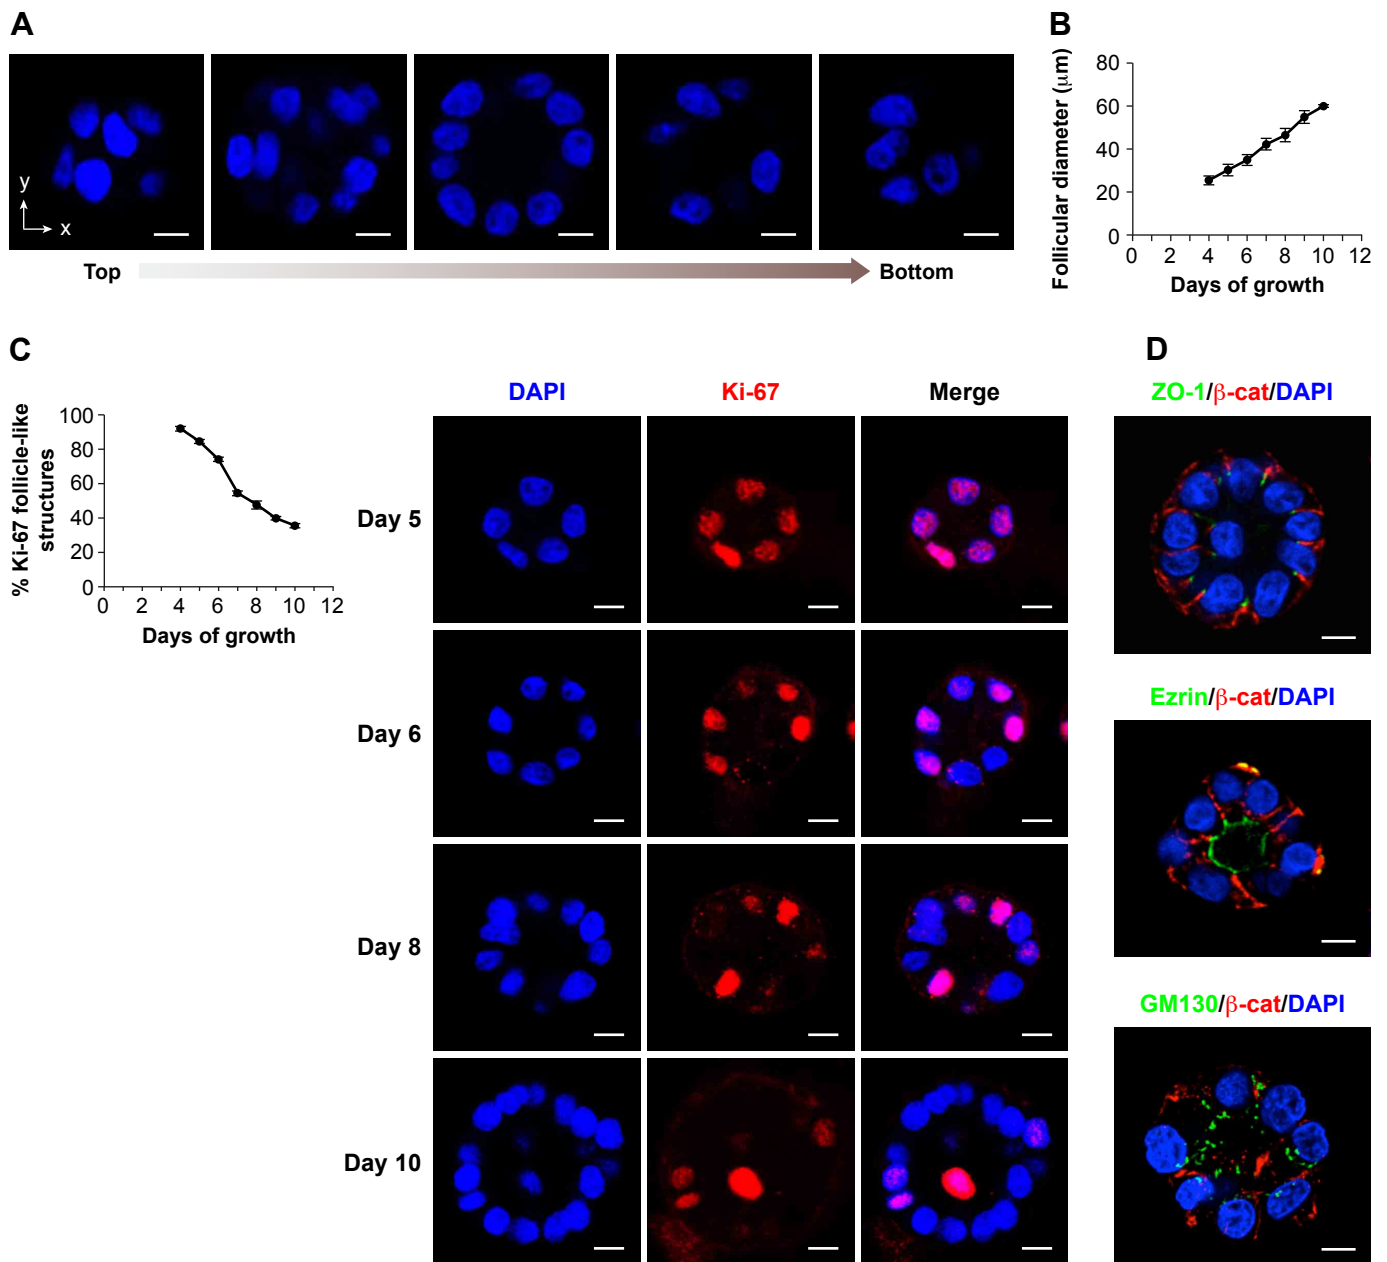 A
y
x
Top
Bottom
B
Follicular diameter (μm)
80
60
40
20
0
0 2 4 6 8 10 12
Days of growth
C
% Ki-67 follicle-like
structures
100
80
60
40
20
0
0 2 4 6 8 10 12
Days of growth
DAPI Ki-67 Merge
Day 5
Day 6
Day 8
Day 10
D
ZO-1/β-cat/DAPI
Ezrin/β-cat/DAPI
GM130/β-cat/DAPI